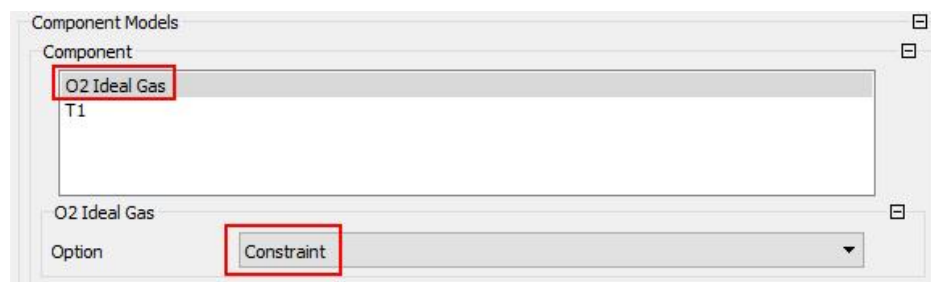 Component Models
Component
O2 Ideal Gas
T1
O2 Ideal Gas
Option Constraint